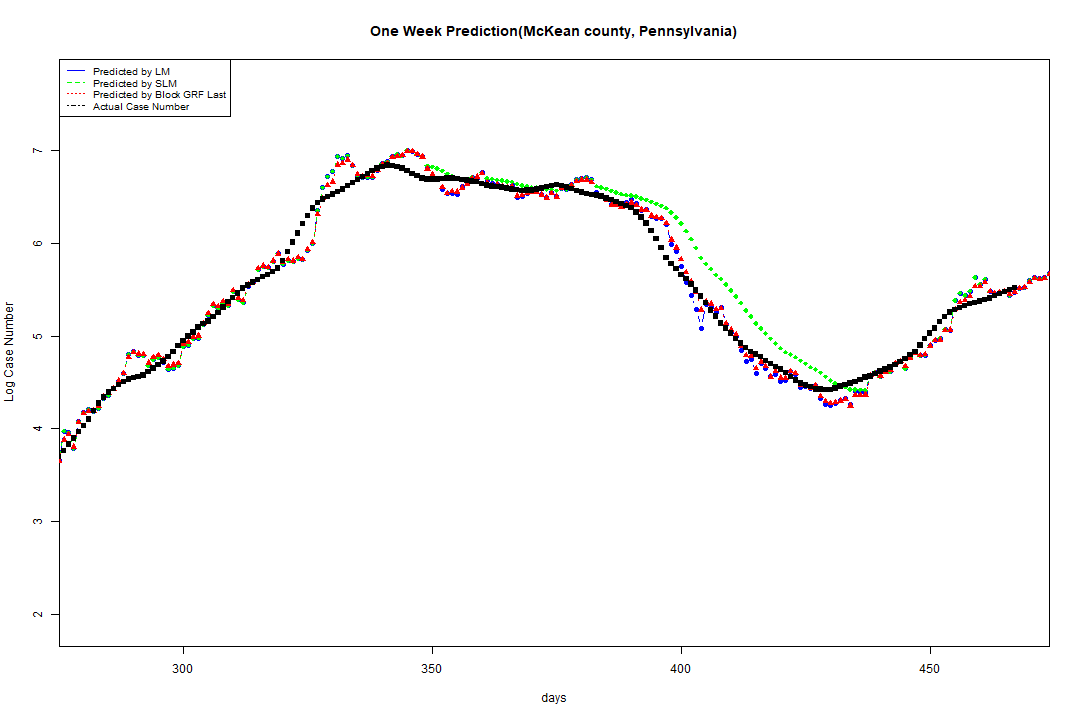 One Week Prediction(McKean county, Pennsylvania)
Predicted by LM
Predicted by SLM
Predicted by Block GRF Last
Actual Case Number
7
6
5
4
3
2
Log Case Number
300 350 400 450
days